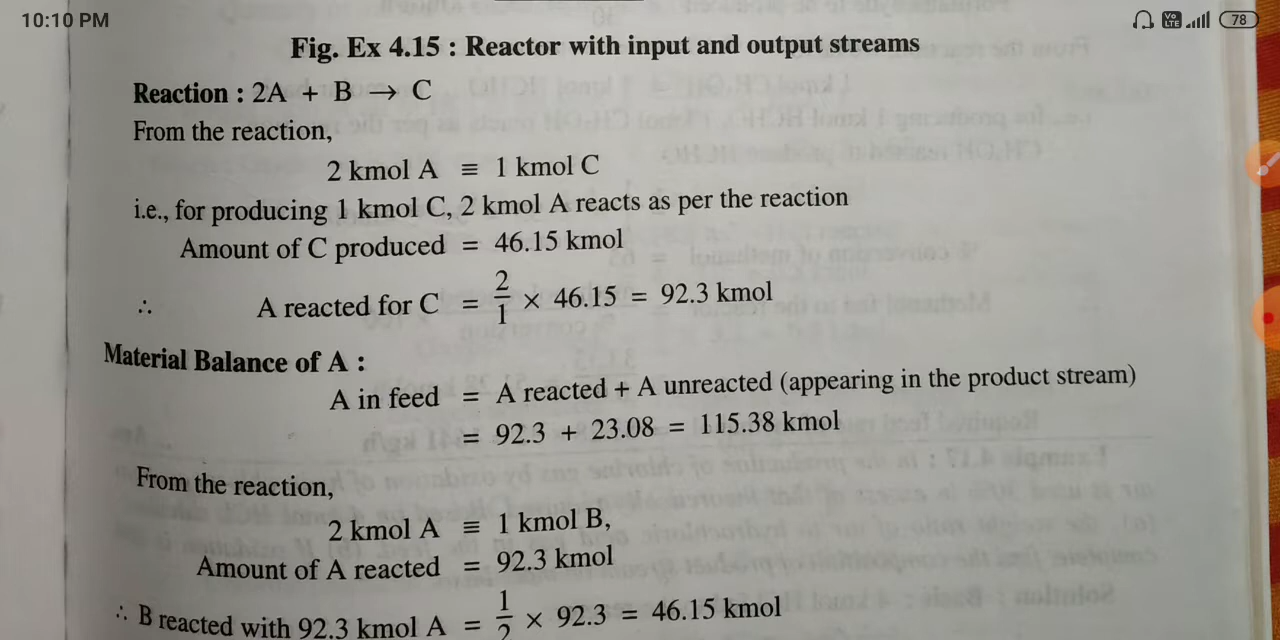 10:10 PM
Vo LTE 78
Fig. Ex 4.15 : Reactor with input and output streams
Reaction : 2A + B → C
From the reaction,
2 kmol A ≡ 1 kmol C
i.e., for producing 1 kmol C, 2 kmol A reacts as per the reaction
Amount of C produced = 46.15 kmol
∴ A reacted for C = 2/1 × 46.15 = 92.3 kmol
Material Balance of A :
A in feed = A reacted + A unreacted (appearing in the product stream)
= 92.3 + 23.08 = 115.38 kmol
From the reaction,
2 kmol A ≡ 1 kmol B,
Amount of A reacted = 92.3 kmol
∴ B reacted with 92.3 kmol A = 1/2 × 92.3 = 46.15 kmol